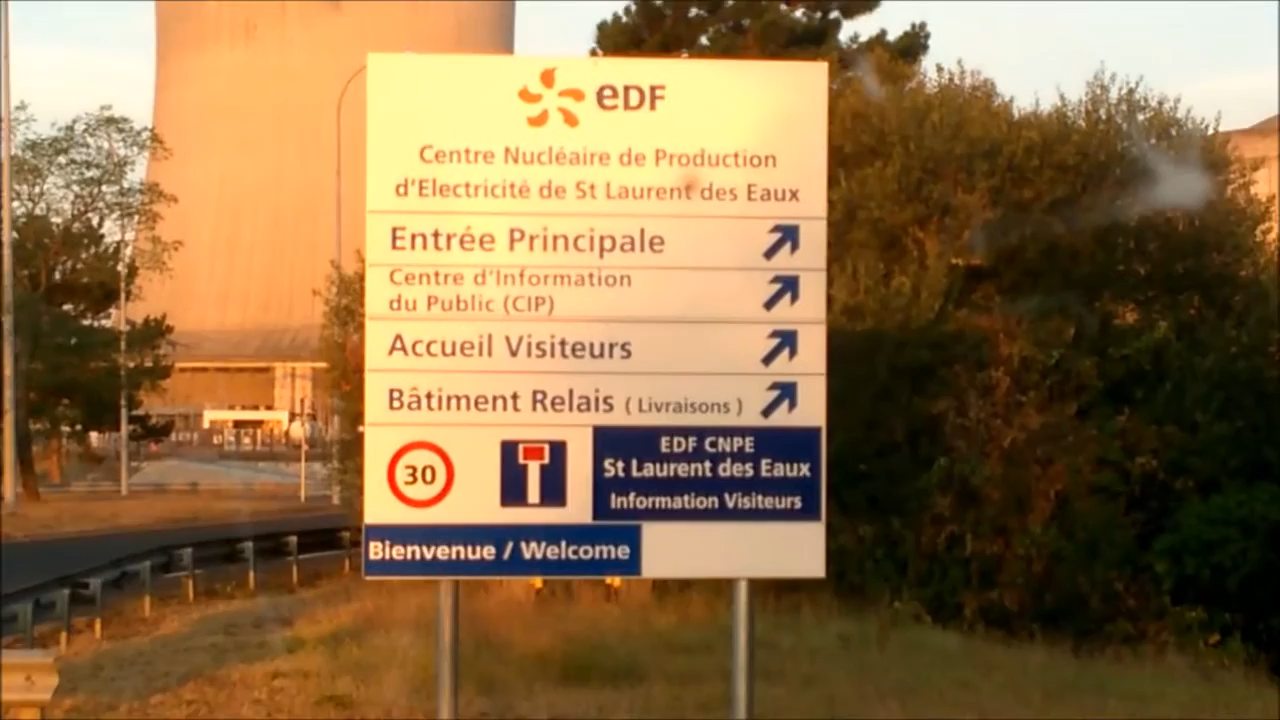 eDF
Centre Nucléaire de Production
d'Electricité de St Laurent des Eaux
Entrée Principale
Centre d'Information
du Public (CIP)
Accueil Visiteurs
Bâtiment Relais (Livraisons)
30
EDF CNPE
St Laurent des Eaux
Information Visiteurs
Bienvenue / Welcome